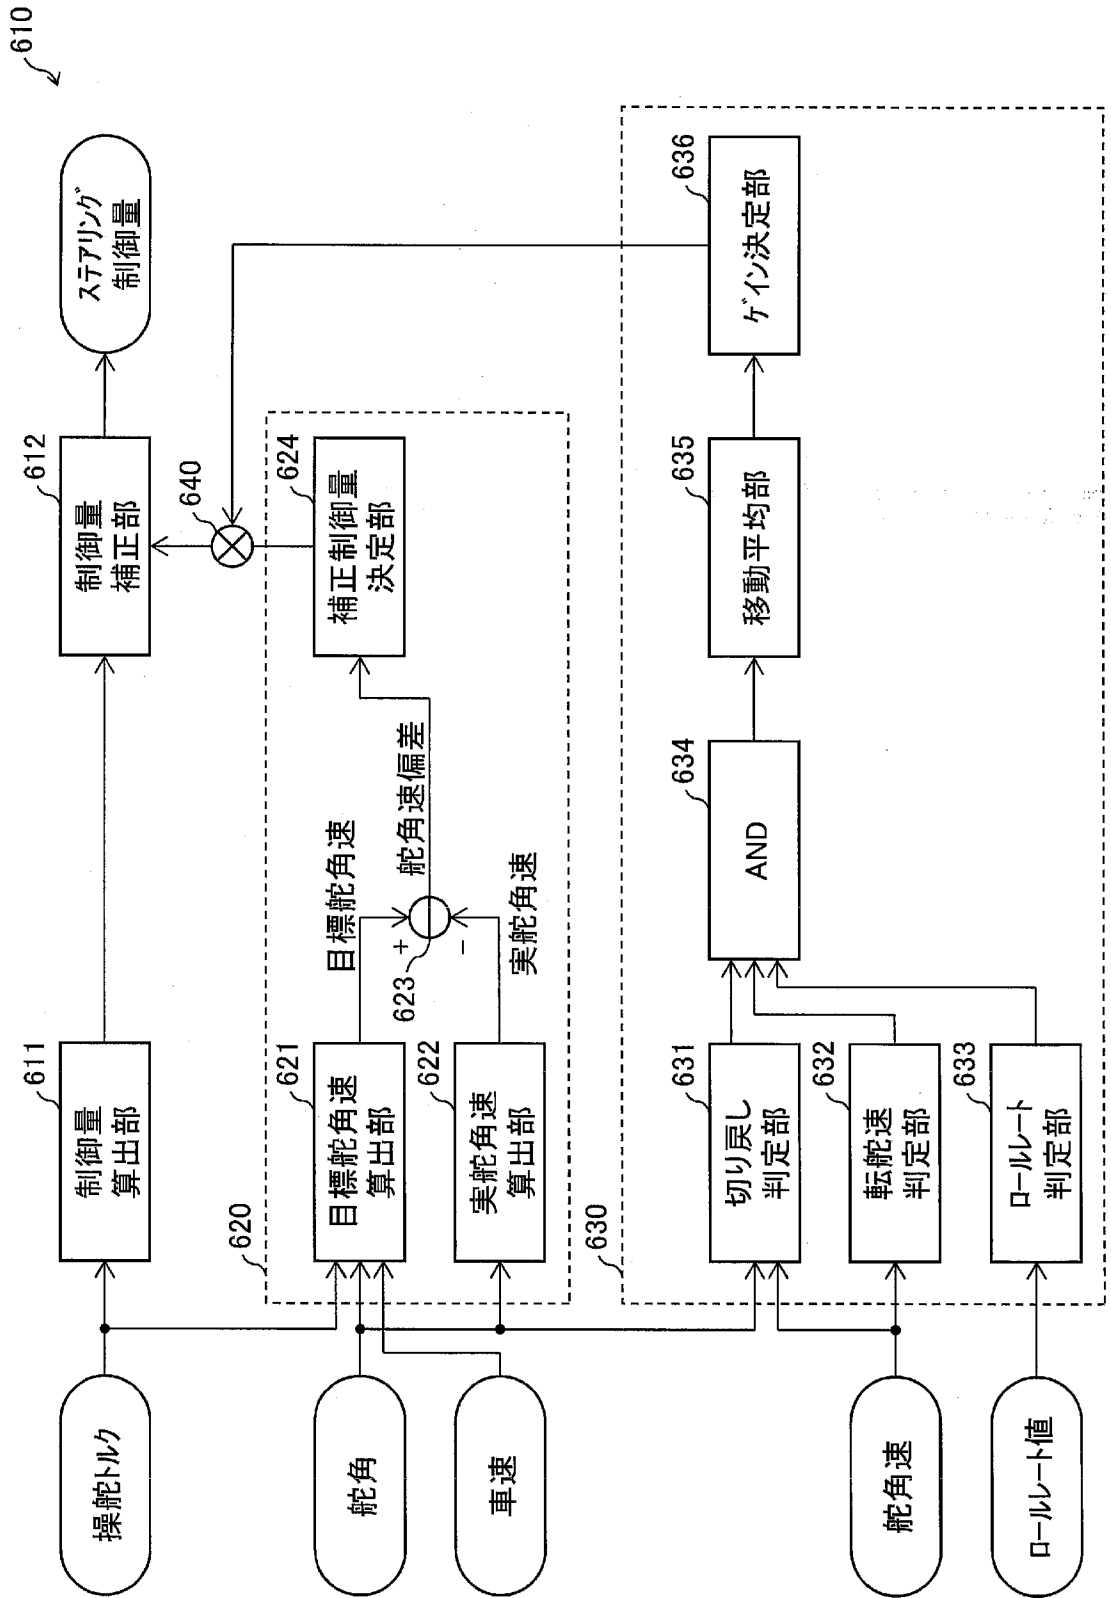 610
操舵トルク
611
制御量
算出部
612
制御量
補正部
ステアリング
制御量
640
620
舵角
車速
621
目標舵角速
算出部
622
実舵角速
算出部
目標舵角速
実舵角速
+
−
623
舵角速偏差
624
補正制御量
決定部
630
舵角速
ロールレート値
631
切り戻し
判定部
632
転舵速
判定部
633
ロールレート
判定部
634
AND
635
移動平均部
636
ゲイン決定部